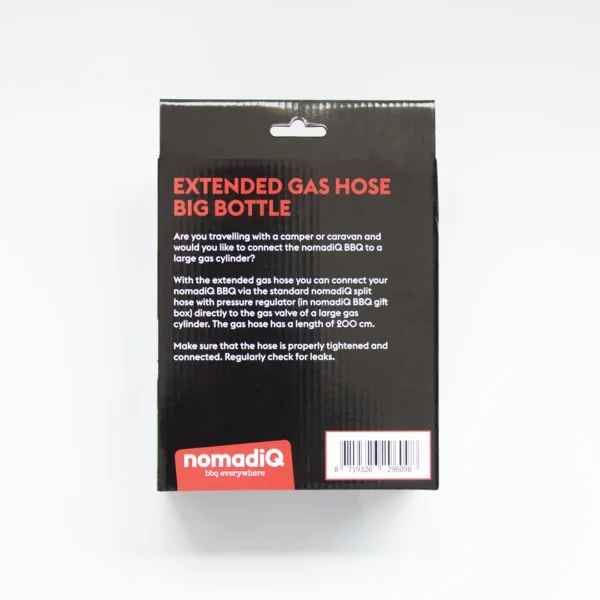 EXTENDED GAS HOSE
BIG BOTTLE
Are you travelling with a camper or caravan and
would you like to connect the nomadiQ BBQ to a
large gas cylinder?
With the extended gas hose you can connect your
nomadiQ BBQ via the standard nomadiQ split
hose with pressure regulator (in nomadiQ BBQ gift
box) directly to the gas valve of a large gas
cylinder. The gas hose has a length of 200 cm.
Make sure that the hose is properly tightened and
connected. Regularly check for leaks.
nomadiQ
bbq everywhere
8 719326 296098